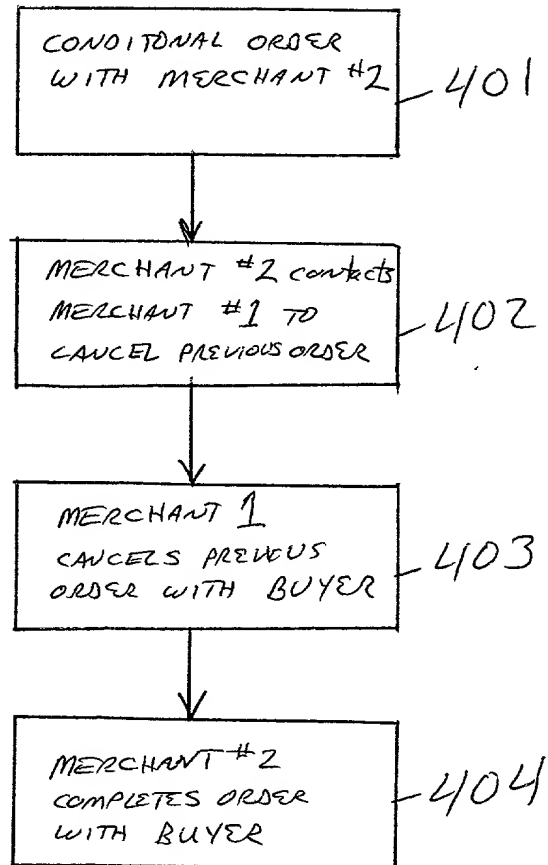 CONDITONAL ORDER
WITH MERCHANT #2
401
MERCHANT #2 contacts
MERCHANT #1 TO
CANCEL PREVIOUS ORDER
402
MERCHANT 1
CANCELS PREVEUS
ORDER WITH BUYER
403
MERCHANT #2
COMPLETES ORDER
WITH BUYER
404